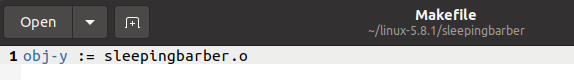 Open
Makefile
~/linux-5.8.1/sleepingbarber
1 obj-y := sleepingbarber.o